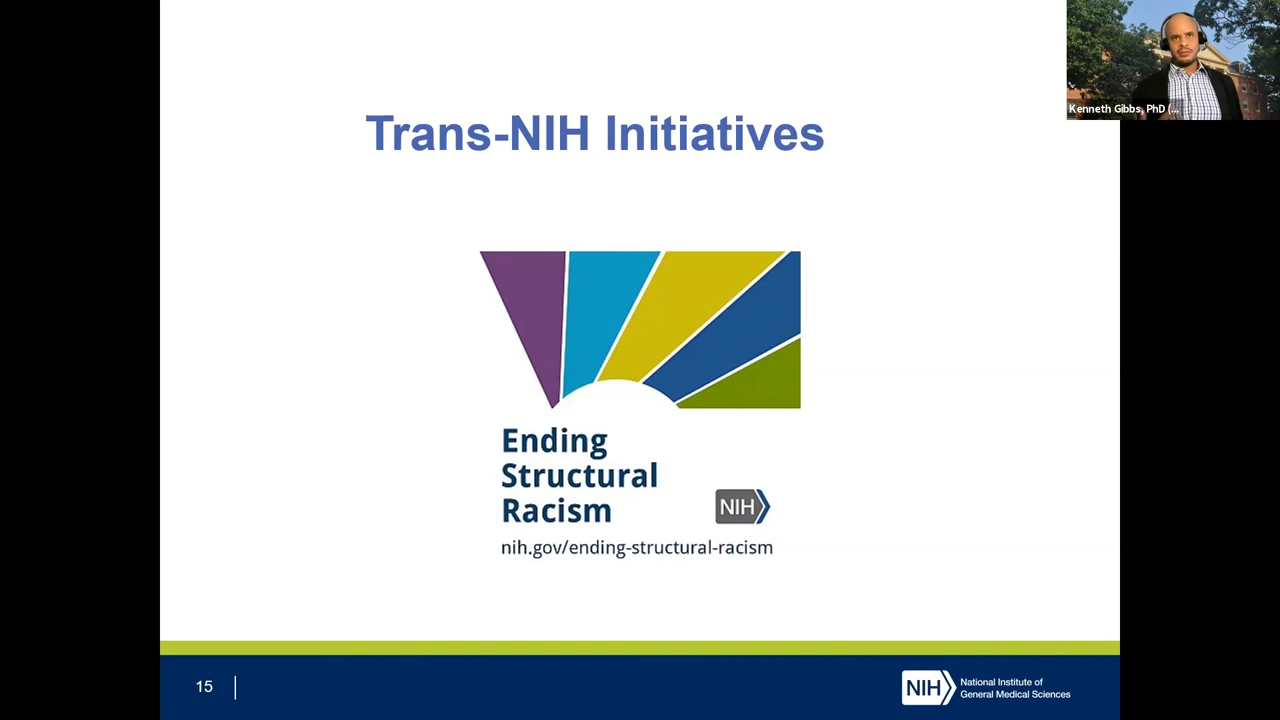 Trans-NIH Initiatives
Kenneth Gibbs, PhD (...
Ending
Structural
Racism
NIH
nih.gov/ending-structural-racism
15
NIH
National Institute of
General Medical Sciences